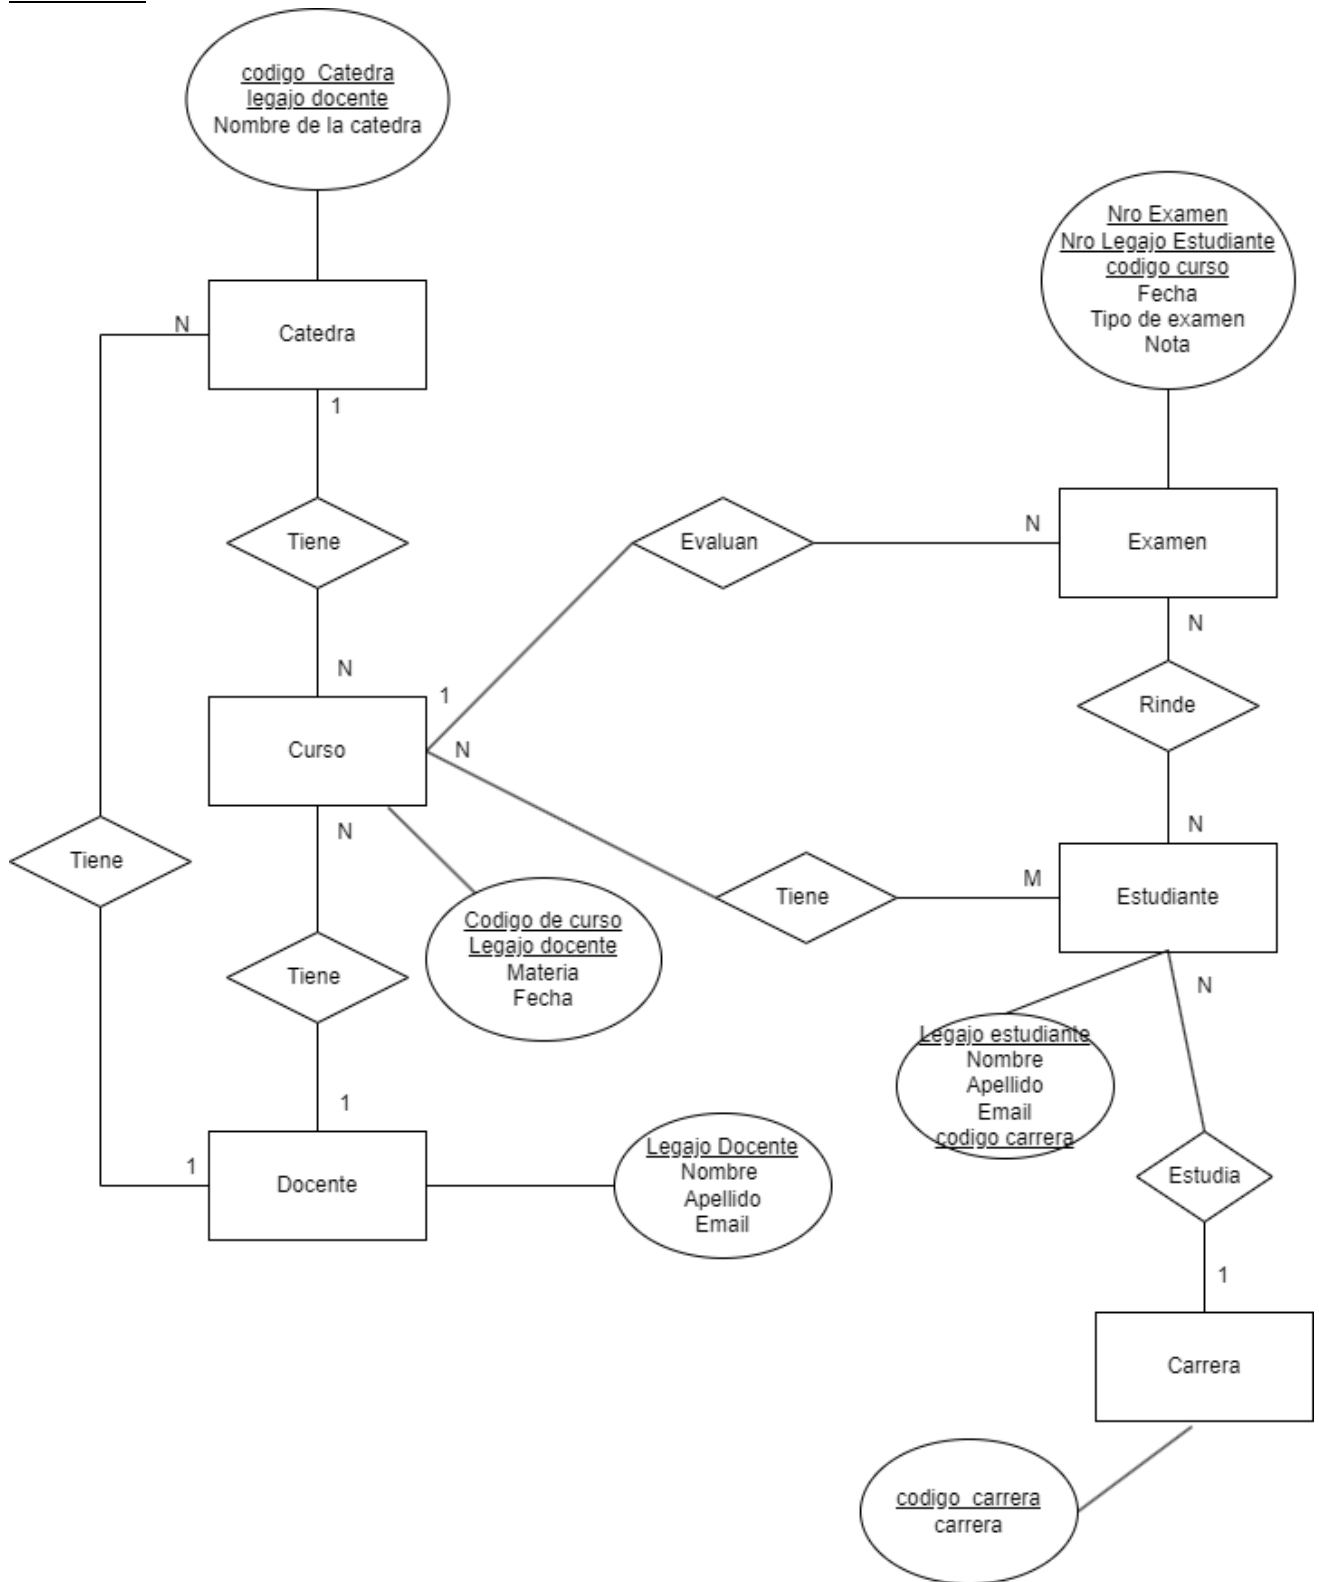 codigo Catedra
legajo docente
Nombre de la catedra
Nro Examen
Nro Legajo Estudiante
codigo curso
Fecha
Tipo de examen
Nota
N
Catedra
1
Tiene
Evaluan
N
Examen
N
N
1
Rinde
Curso
N
N
N
Tiene
Tiene
M
Estudiante
Codigo de curso
Legajo docente
Materia
Fecha
Tiene
N
Legajo estudiante
Nombre
Apellido
Email
codigo carrera
1
1
Docente
Legajo Docente
Nombre
Apellido
Email
Estudia
1
Carrera
codigo carrera
carrera